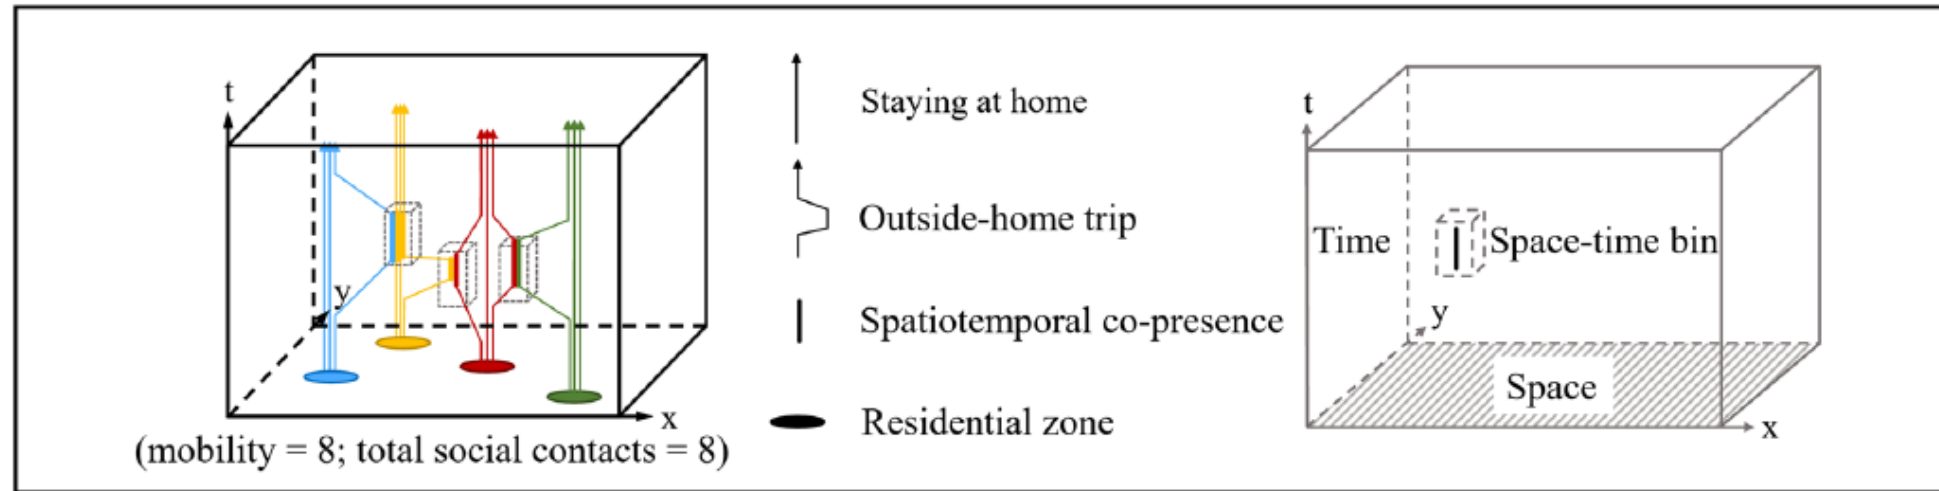 t
y
x
(mobility = 8; total social contacts = 8)
Staying at home
Outside-home trip
Spatiotemporal co-presence
Residential zone
t
Time
Space-time bin
y
Space
x